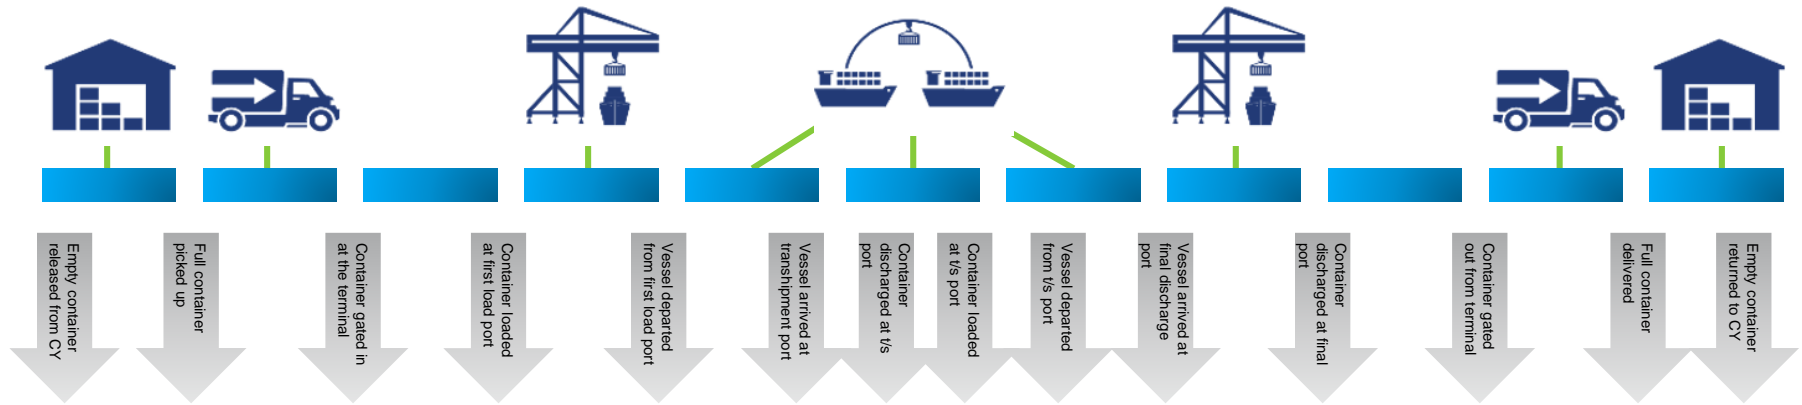 Empty container
released from CY
Full container
picked up
Container gated in
at the terminal
Container loaded
at first load port
Vessel departed
from first load port
Vessel arrived at
transhipment port
Container
discharged at t/s
port
Container loaded
at t/s port
Vessel departed
from t/s port
Vessel arrived at
final discharge
port
Container
discharged at final
port
Container gated
out from terminal
Full container
delivered
Empty container
returned to CY